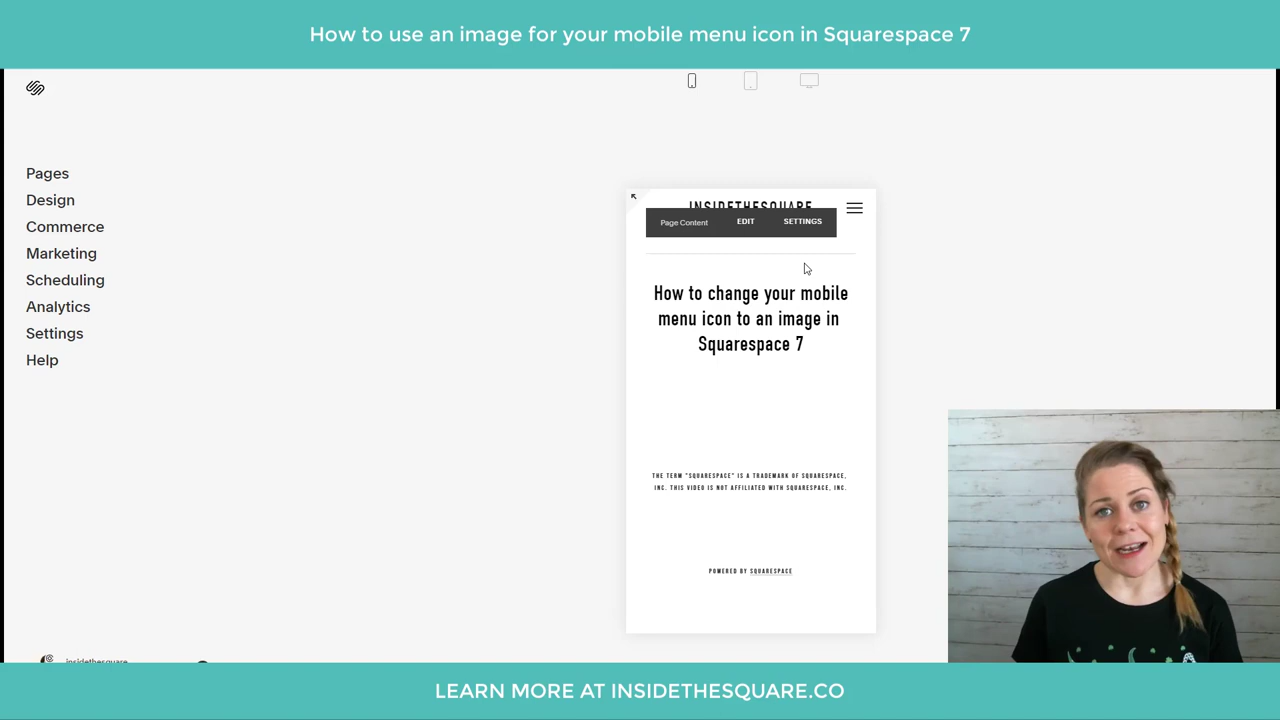 How to use an image for your mobile menu icon in Squarespace 7
Pages
Design
Commerce
Marketing
Scheduling
Analytics
Settings
Help
INSIDETHESQUARE
Page Content EDIT SETTINGS
How to change your mobile
menu icon to an image in
Squarespace 7
THE TERM "SQUARESPACE" IS A TRADEMARK OF SQUARESPACE,
INC. THIS VIDEO IS NOT AFFILIATED WITH SQUARESPACE, INC.
POWERED BY SQUARESPACE
insidethesquare
LEARN MORE AT INSIDETHESQUARE.CO